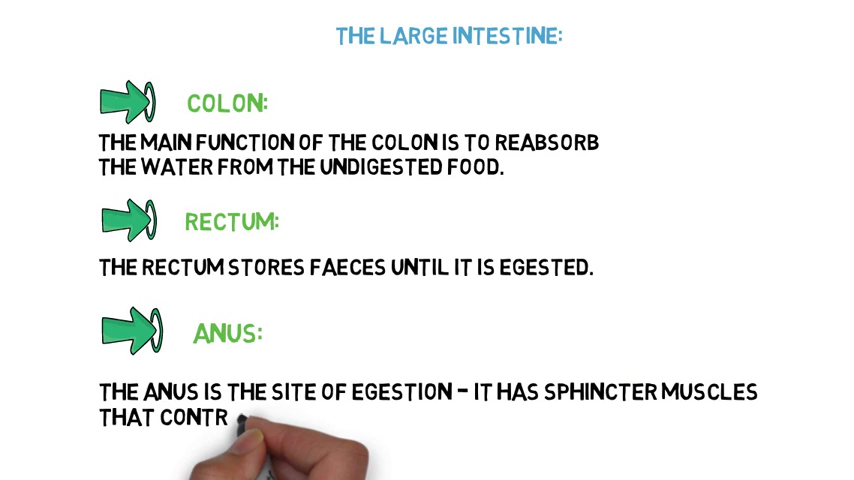 THE LARGE INTESTINE:
COLON:
THE MAIN FUNCTION OF THE COLON IS TO REABSORB
THE WATER FROM THE UNDIGESTED FOOD.
RECTUM:
THE RECTUM STORES FAECES UNTIL IT IS EGESTED.
ANUS:
THE ANUS IS THE SITE OF EGESTION – IT HAS SPHINCTER MUSCLES
THAT CONTR